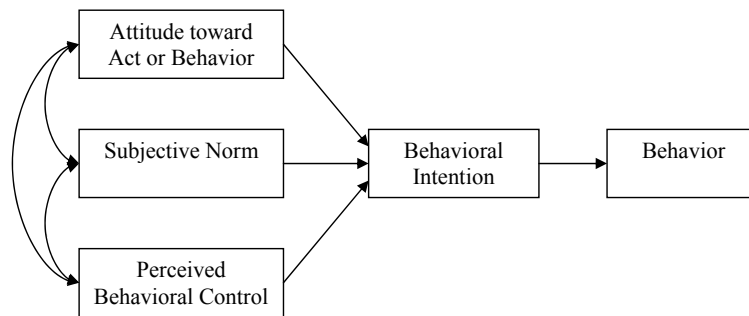 Attitude toward
Act or Behavior
Subjective Norm
Behavioral
Intention
Behavior
Perceived
Behavioral Control